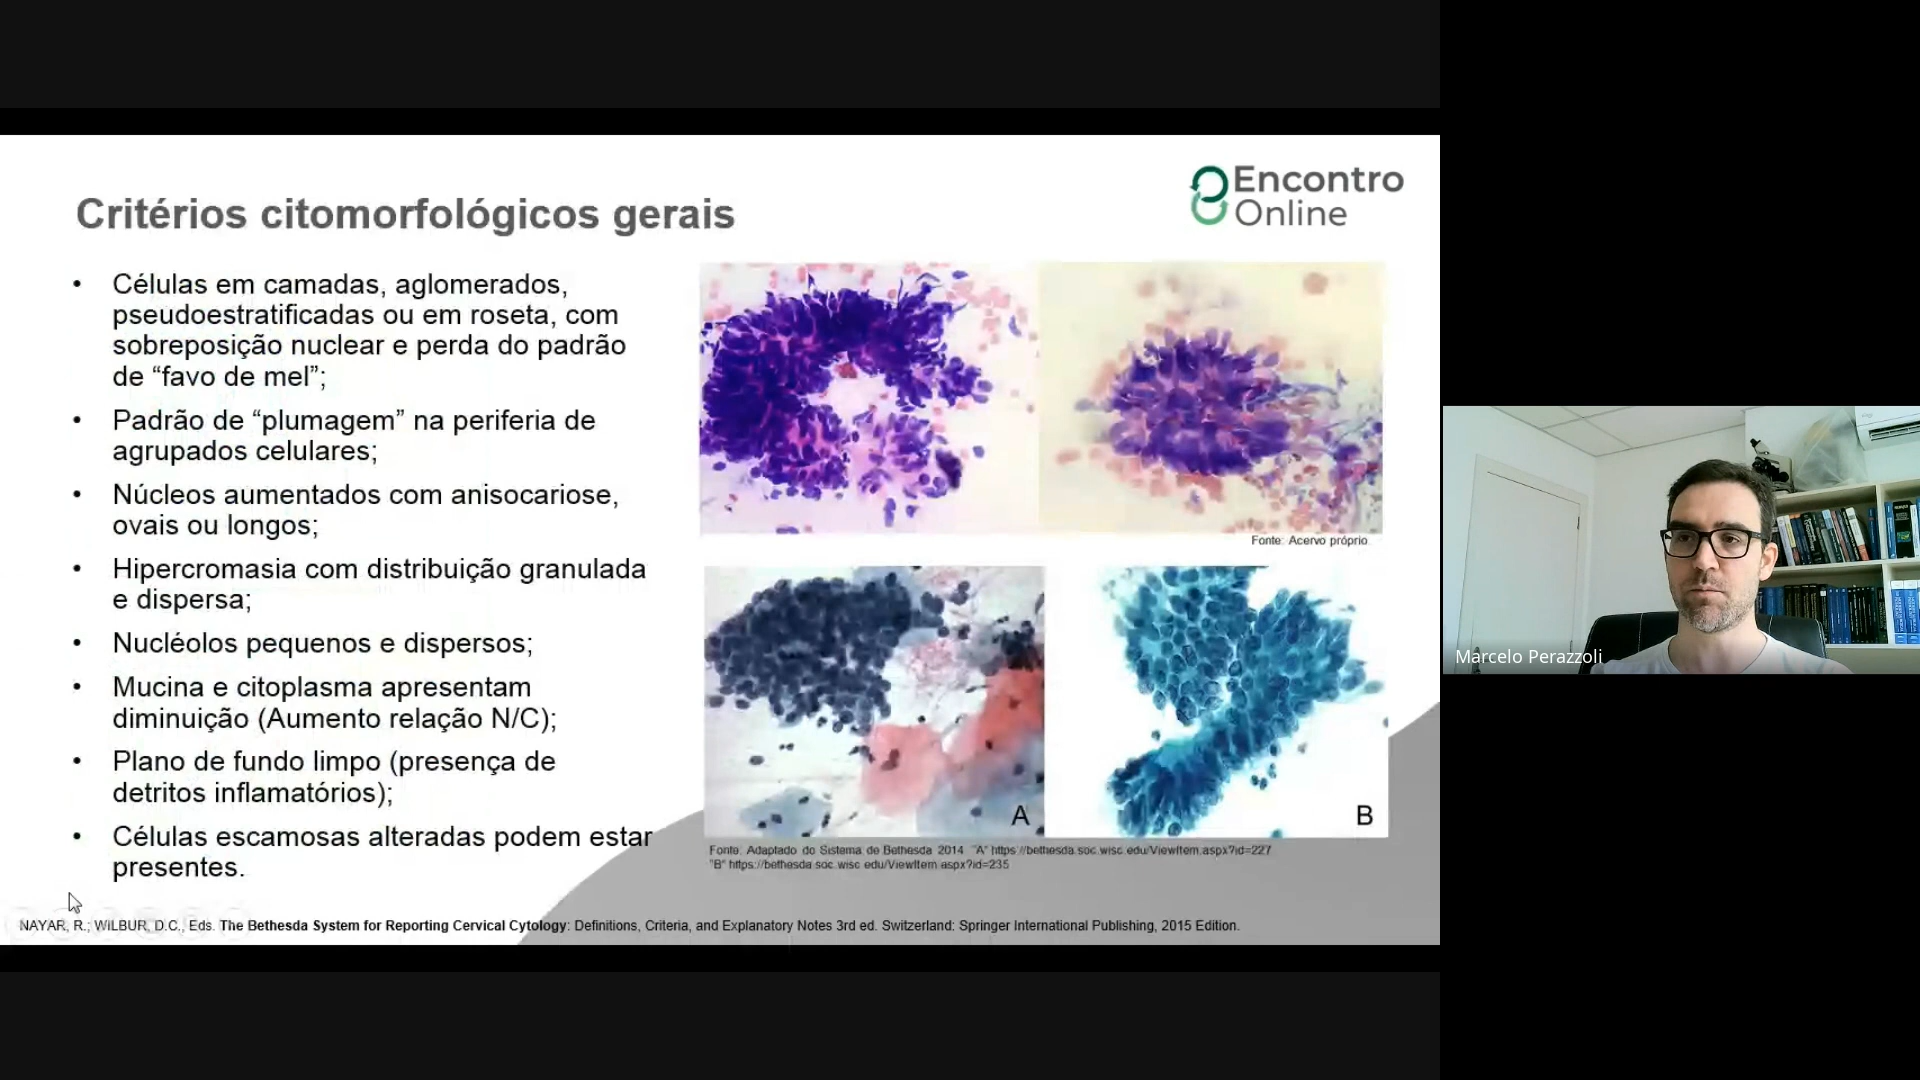 Encontro
Online
Critérios citomorfológicos gerais
• Células em camadas, aglomerados,
pseudoestratificadas ou em roseta, com
sobreposição nuclear e perda do padrão
de “favo de mel”;
• Padrão de “plumagem” na periferia de
agrupados celulares;
• Núcleos aumentados com anisocariose,
ovais ou longos;
• Hipercromasia com distribuição granulada
e dispersa;
• Nucléolos pequenos e dispersos;
• Mucina e citoplasma apresentam
diminuição (Aumento relação N/C);
• Plano de fundo limpo (presença de
detritos inflamatórios);
• Células escamosas alteradas podem estar
presentes.
Fonte: Acervo próprio.
A
B
Fonte: Adaptado do Sistema de Bethesda 2014. "A" https://bethesda.soc.wisc.edu/ViewItem.aspx?id=227
"B" https://bethesda.soc.wisc.edu/ViewItem.aspx?id=235
NAYAR, R.; WILBUR, D.C., Eds. The Bethesda System for Reporting Cervical Cytology: Definitions, Criteria, and Explanatory Notes 3rd ed. Switzerland: Springer International Publishing, 2015 Edition.
Marcelo Perazzoli